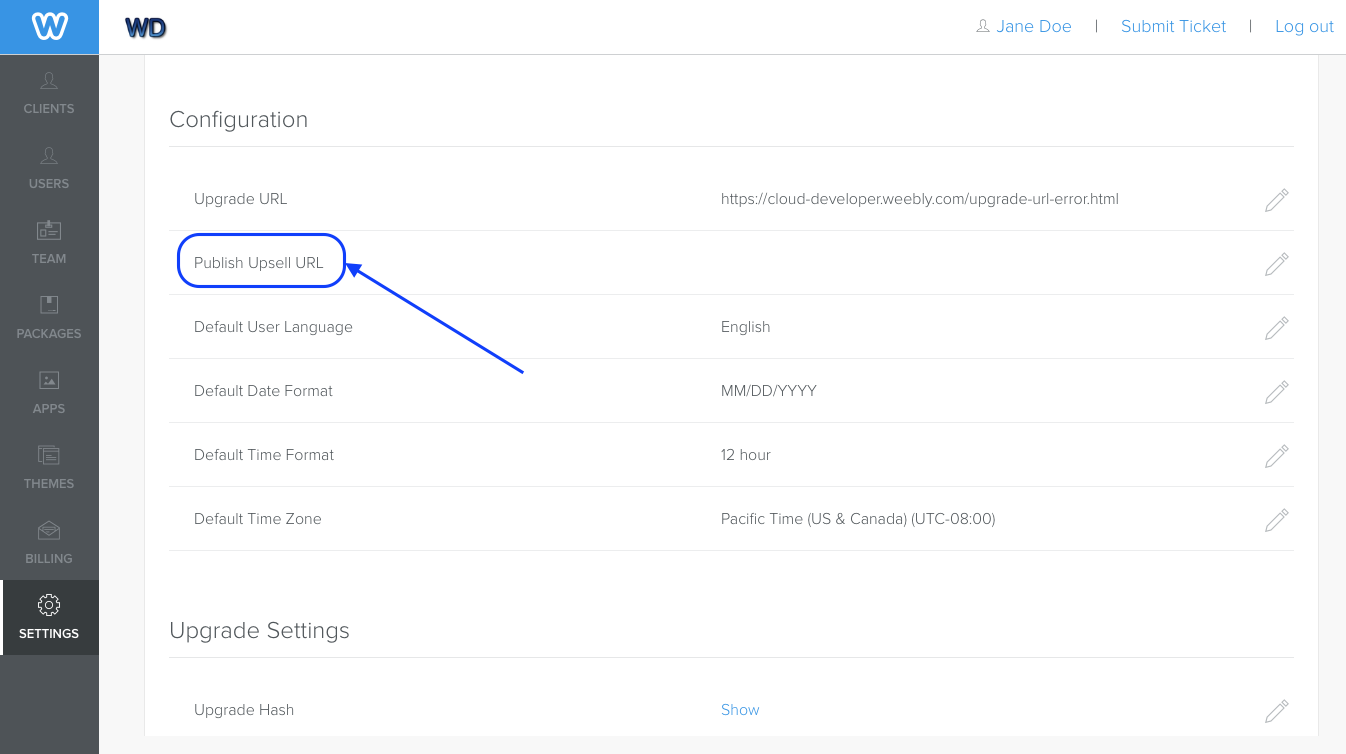 WD
Jane Doe | Submit Ticket | Log out
CLIENTS
USERS
TEAM
PACKAGES
APPS
THEMES
BILLING
SETTINGS
Configuration
Upgrade URL https://cloud-developer.weebly.com/upgrade-url-error.html
Publish Upsell URL
Default User Language English
Default Date Format MM/DD/YYYY
Default Time Format 12 hour
Default Time Zone Pacific Time (US & Canada) (UTC-08:00)
Upgrade Settings
Upgrade Hash Show